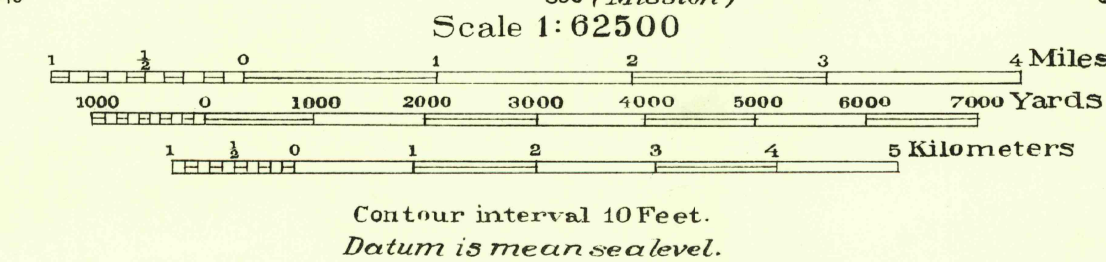 Scale 1:62500
1 ½ 0 1 2 3 4 Miles
1000 0 1000 2000 3000 4000 5000 6000 7000 Yards
1 ½ 0 1 2 3 4 5 Kilometers
Contour interval 10 Feet.
Datum is mean sea level.